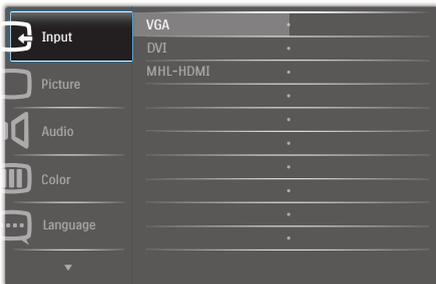 Input
Picture
Audio
Color
Language
VGA
DVI
MHL-HDMI